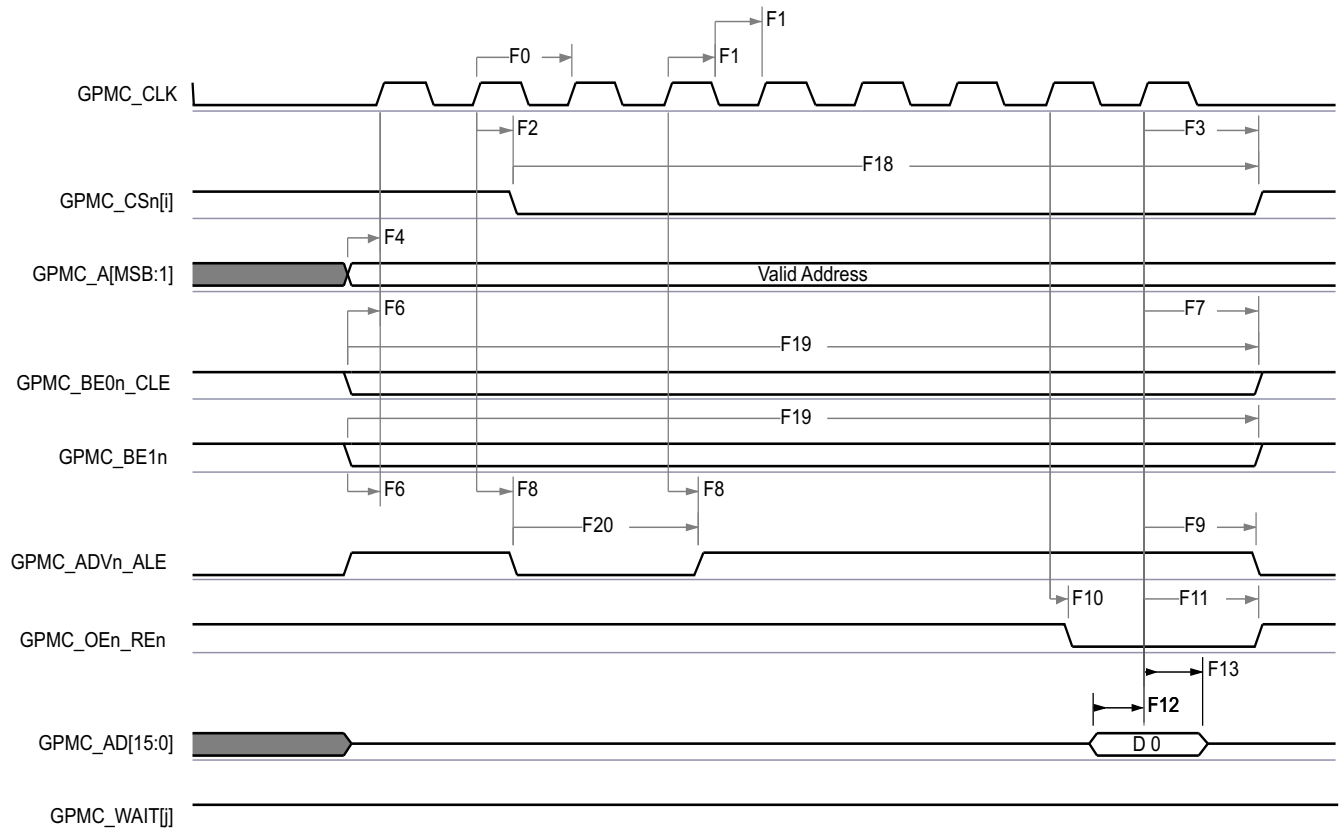 F1
F0
F1
GPMC_CLK
F2
F3
F18
GPMC_CSn[i]
F4
GPMC_A[MSB:1]
Valid Address
F6
F7
F19
GPMC_BE0n_CLE
F19
GPMC_BE1n
F6
F8
F8
F20
F9
GPMC_ADVn_ALE
F10
F11
GPMC_OEn_REn
F13
F12
GPMC_AD[15:0]
D 0
GPMC_WAIT[j]